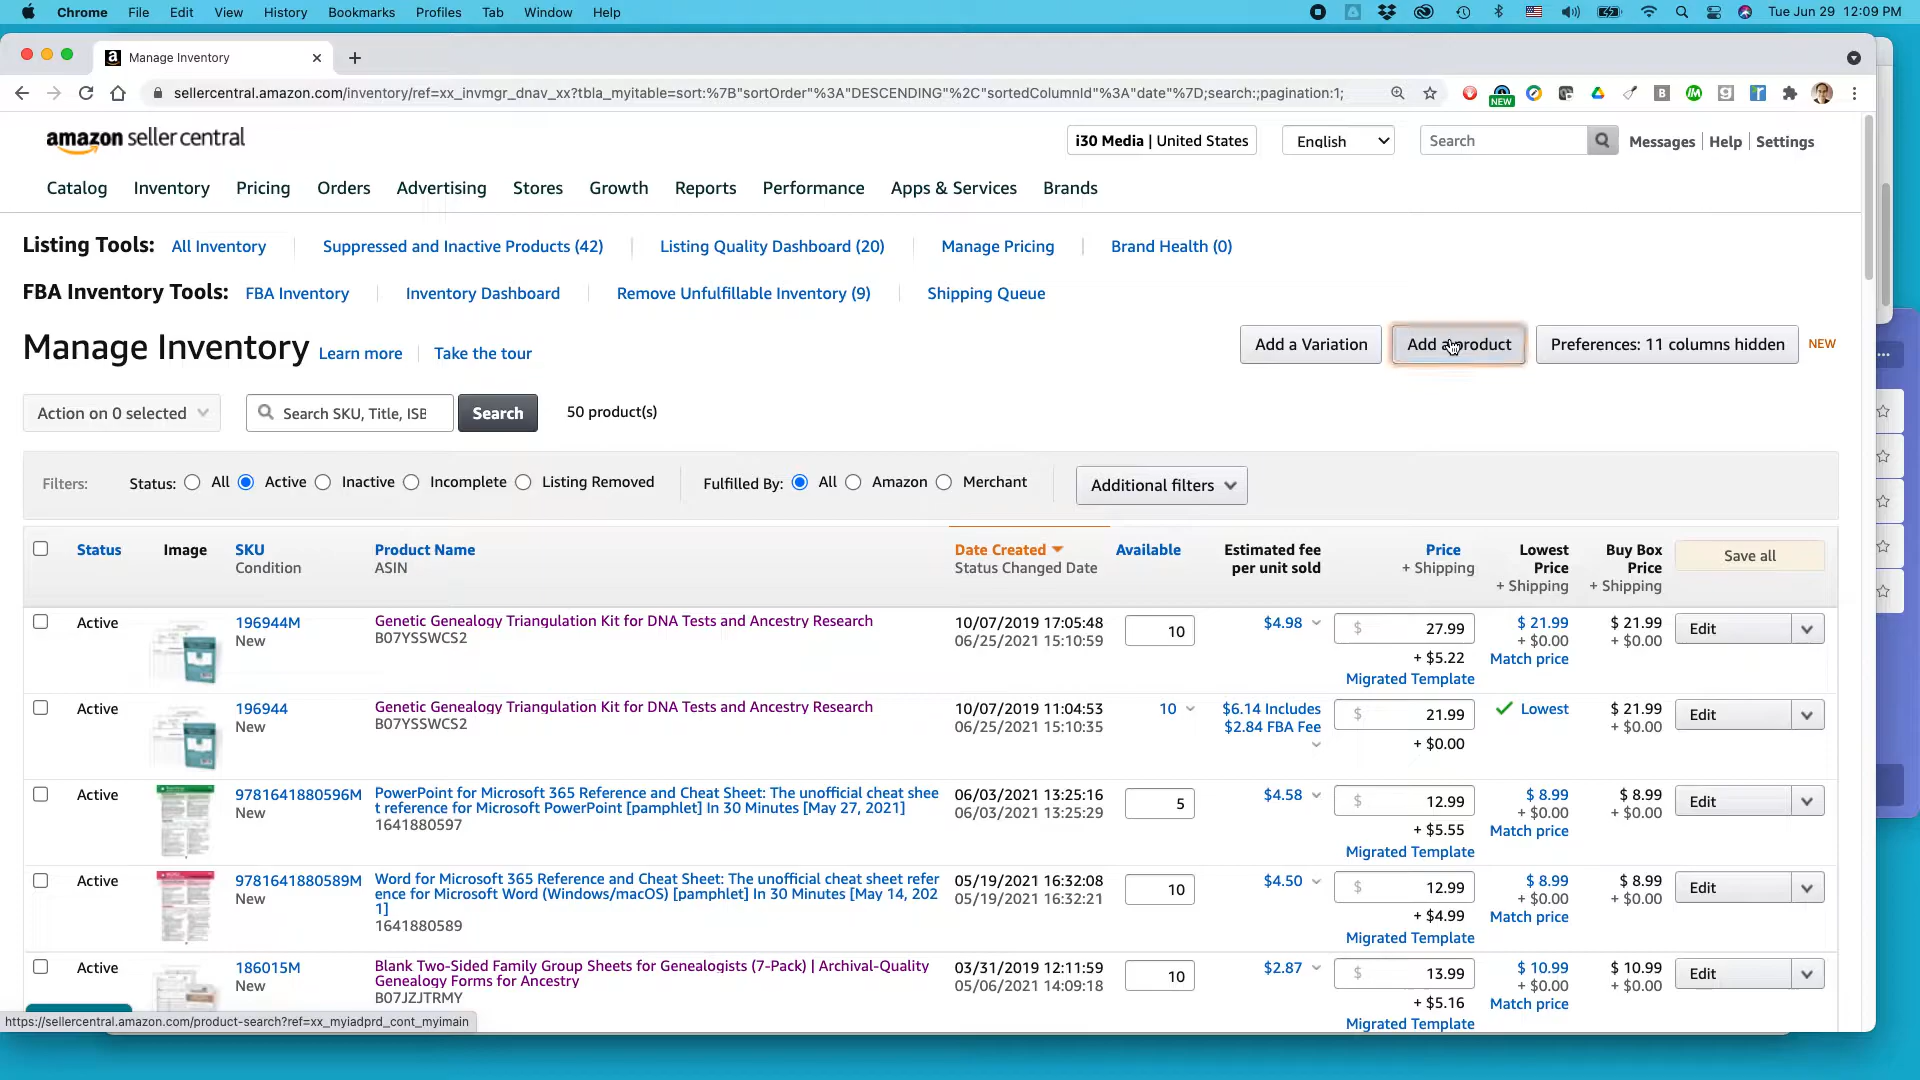 Chrome File Edit View History Bookmarks Profiles Tab Window Help Tue Jun 29 12:09 PM
a Manage Inventory
sellercentral.amazon.com/inventory/ref=xx_invmgr_dnav_xx?tbla_myitable=sort:%7B"sortOrder"%3A"DESCENDING"%2C"sortedColumnId"%3A"date"%7D;search:;pagination:1;
NEW
amazon seller central
i30 Media | United States English Search Messages Help Settings
Catalog Inventory Pricing Orders Advertising Stores Growth Reports Performance Apps & Services Brands
Listing Tools: All Inventory Suppressed and Inactive Products (42) Listing Quality Dashboard (20) Manage Pricing Brand Health (0)
FBA Inventory Tools: FBA Inventory Inventory Dashboard Remove Unfulfillable Inventory (9) Shipping Queue
Manage Inventory Learn more Take the tour Add a Variation Add a product Preferences: 11 columns hidden NEW
Action on 0 selected Search SKU, Title, ISB Search 50 product(s)
Filters: Status: All Active Inactive Incomplete Listing Removed Fulfilled By: All Amazon Merchant Additional filters
Status Image SKU Product Name Date Created Available Estimated fee Price Lowest Buy Box Save all
Condition ASIN Status Changed Date per unit sold + Shipping Price Price
+ Shipping + Shipping
Active 196944M Genetic Genealogy Triangulation Kit for DNA Tests and Ancestry Research 10/07/2019 17:05:48 10 $4.98 $ 27.99 $ 21.99 $ 21.99 Edit
New B07YSSWCS2 06/25/2021 15:10:59 + $0.00 + $0.00
+ $5.22 Match price
Migrated Template
Active 196944 Genetic Genealogy Triangulation Kit for DNA Tests and Ancestry Research 10/07/2019 11:04:53 10 $6.14 Includes $ 21.99 Lowest $ 21.99 Edit
New B07YSSWCS2 06/25/2021 15:10:35 $2.84 FBA Fee + $0.00
+ $0.00
Active 9781641880596M PowerPoint for Microsoft 365 Reference and Cheat Sheet: The unofficial cheat shee 06/03/2021 13:25:16 5 $4.58 $ 12.99 $ 8.99 $ 8.99 Edit
New t reference for Microsoft PowerPoint [pamphlet] In 30 Minutes [May 27, 2021] 06/03/2021 13:25:29 + $0.00 + $0.00
1641880597 + $5.55 Match price
Migrated Template
Active 9781641880589M Word for Microsoft 365 Reference and Cheat Sheet: The unofficial cheat sheet refer 05/19/2021 16:32:08 10 $4.50 $ 12.99 $ 8.99 $ 8.99 Edit
New ence for Microsoft Word (Windows/macOS) [pamphlet] In 30 Minutes [May 14, 202 05/19/2021 16:32:21 + $0.00 + $0.00
1] + $4.99 Match price
1641880589
Migrated Template
Active 186015M Blank Two-Sided Family Group Sheets for Genealogists (7-Pack) | Archival-Quality 03/31/2019 12:11:59 10 $2.87 $ 13.99 $ 10.99 $ 10.99 Edit
New Genealogy Forms for Ancestry 05/06/2021 14:09:18 + $0.00 + $0.00
B07JZJTRMY + $5.16 Match price
https://sellercentral.amazon.com/product-search?ref=xx_myiadprd_cont_myimain Migrated Template